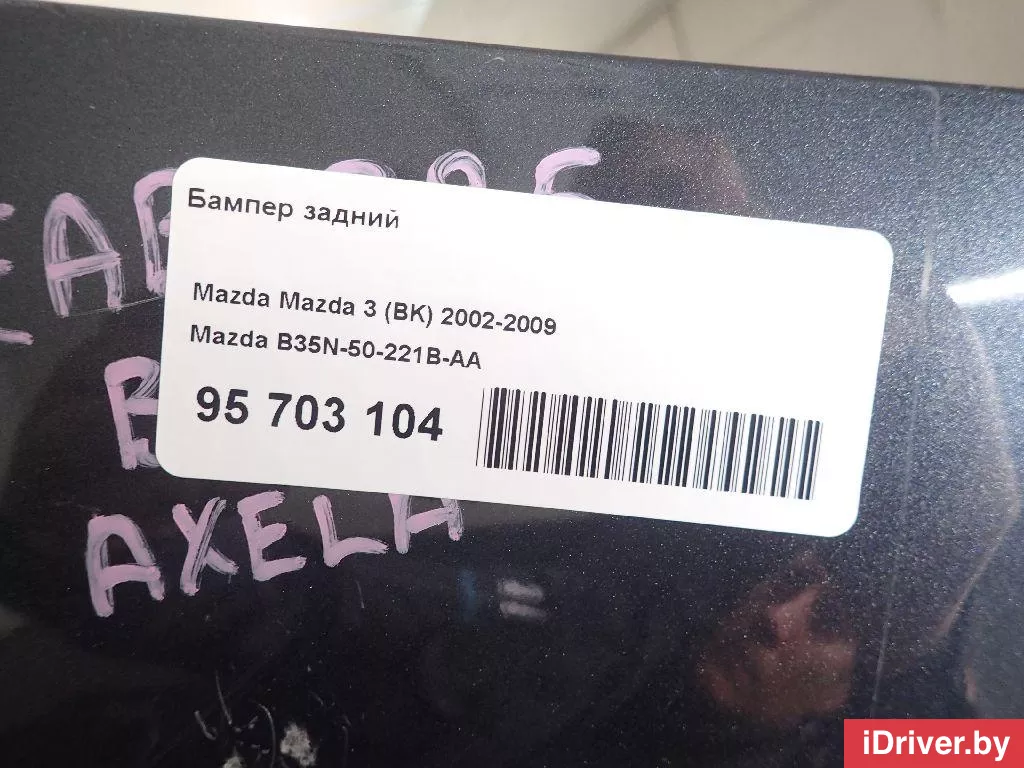 Бампер задний
Mazda Mazda 3 (BK) 2002-2009
Mazda B35N-50-221B-AA
95 703 104
AXELA
iDriver.by